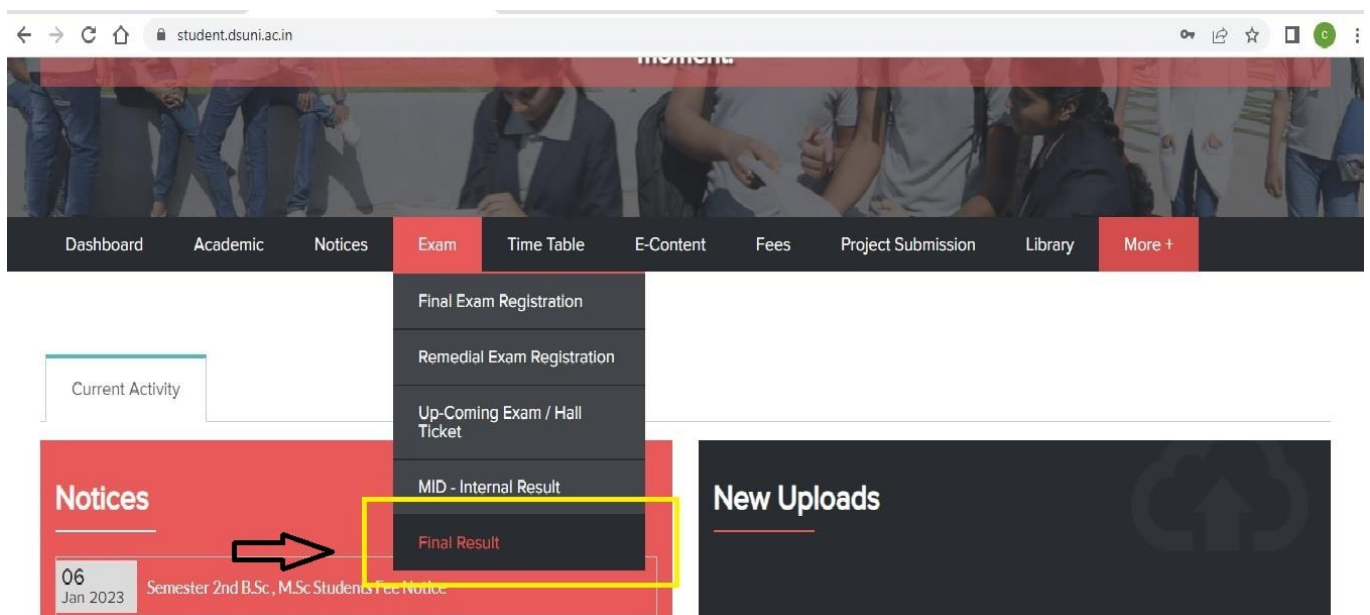 student.dsuni.ac.in
C
moment.
Dashboard Academic Notices Exam Time Table E-Content Fees Project Submission Library More +
Final Exam Registration
Remedial Exam Registration
Up-Coming Exam / Hall
Ticket
MID - Internal Result
Final Result
Current Activity
Notices
06
Jan 2023
Semester 2nd B.Sc , M.Sc Students Fee Notice
New Uploads